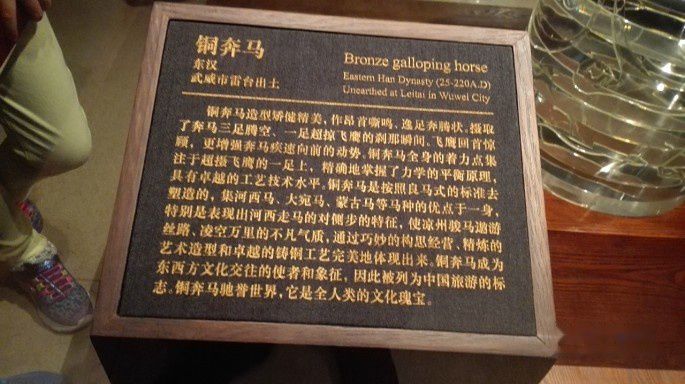 铜奔马
东汉
武威市雷台出土
Bronze galloping horse
Eastern Han Dynasty (25-220A.D)
Unearthed at Leitai in Wuwei City
铜奔马造型矫健精美，作昂首嘶鸣、逸足奔腾状，摄取
了奔马三足腾空、一足超掠飞鹰的刹那瞬间。飞鹰回首惊
顾，更增强奔马疾速向前的动势。铜奔马全身的着力点集
注于超摄飞鹰的一足上，精确地掌握了力学的平衡原理，
具有卓越的工艺技术水平。铜奔马是按照良马式的标准去
塑造的，集河西马、大宛马、蒙古马等马种的优点于一身，
特别是表现出河西走马的对侧步的特征，使凉州骏马遨游
丝路、凌空万里的不凡气质，通过巧妙的构思经营、精炼的
艺术造型和卓越的铸铜工艺完美地体现出来。铜奔马成为
东西方文化交往的使者和象征，因此被列为中国旅游的标
志。铜奔马驰誉世界，它是全人类的文化瑰宝。